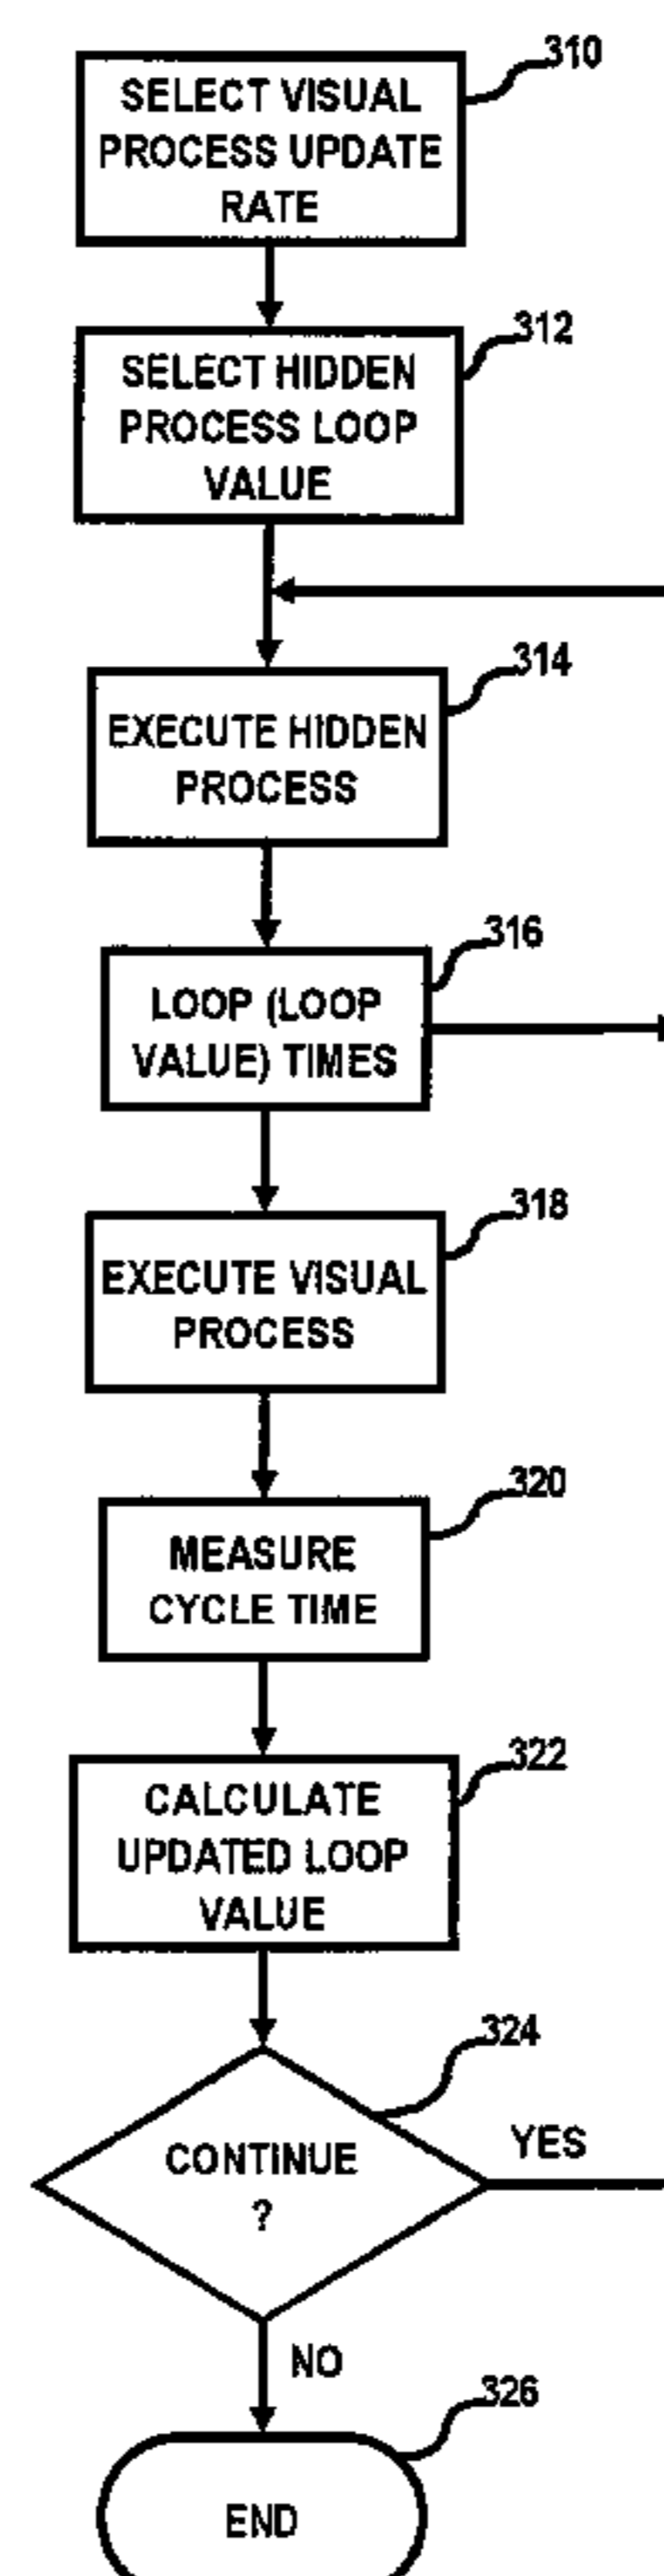 310
SELECT VISUAL
PROCESS UPDATE
RATE
312
SELECT HIDDEN
PROCESS LOOP
VALUE
314
EXECUTE HIDDEN
PROCESS
316
LOOP (LOOP
VALUE) TIMES
318
EXECUTE VISUAL
PROCESS
320
MEASURE
CYCLE TIME
322
CALCULATE
UPDATED LOOP
VALUE
324
YES
CONTINUE
?
NO
326
END